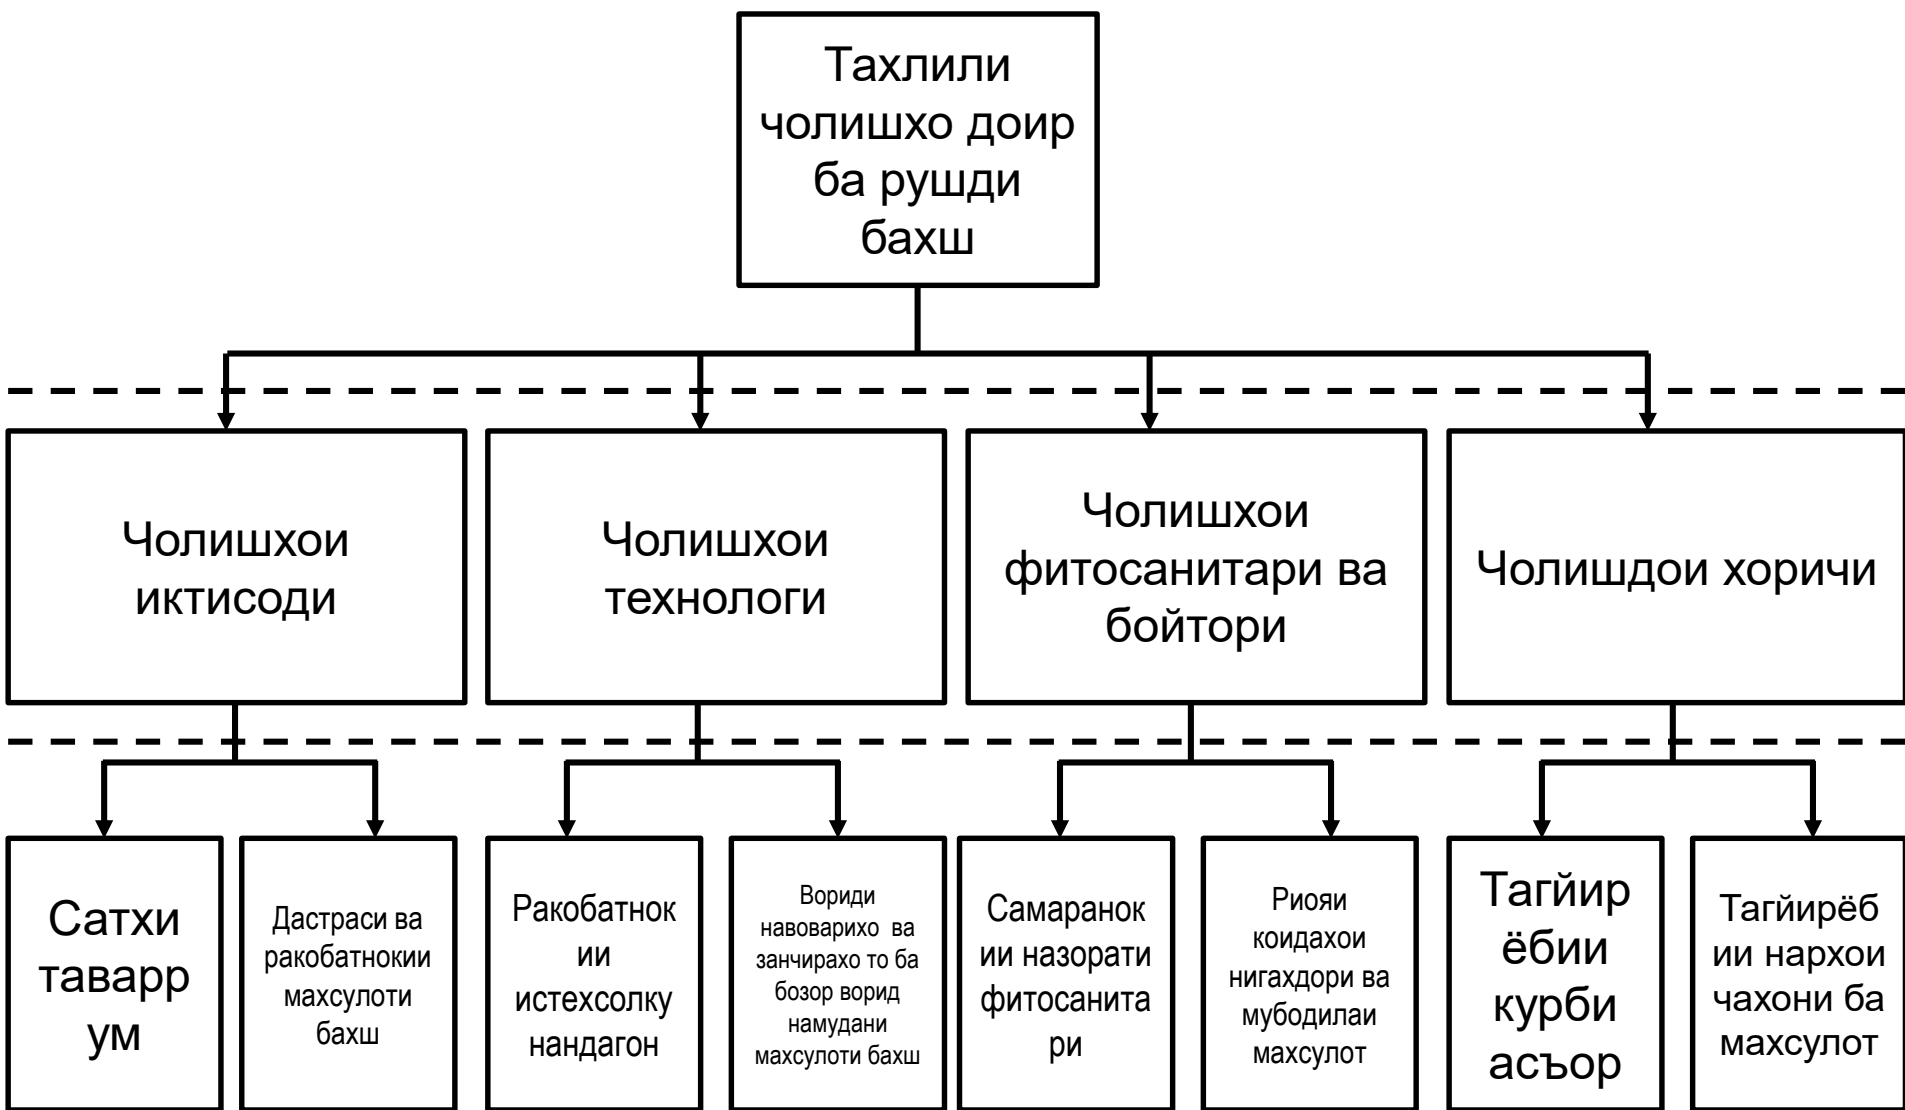 Тахлили
чолишхо доир
ба рушди
бахш
Чолишхои
иктисоди
Чолишхои
технологи
Чолишхои
фитосанитари ва
бойтори
Чолишдои хоричи
Сатхи
таварр
ум
Дастраси ва
ракобатнокии
махсулоти
бахш
Ракобатнок
ии
истехсолку
нандагон
Вориди
навоварихо ва
занчирахо то ба
бозор ворид
намудани
махсулоти бахш
Самаранок
ии назорати
фитосанита
ри
Риояи
коидахои
нигахдори ва
мубодилаи
махсулот
Тагйир
ёбии
курби
асъор
Тагйирёб
ии нархои
чахони ба
махсулот